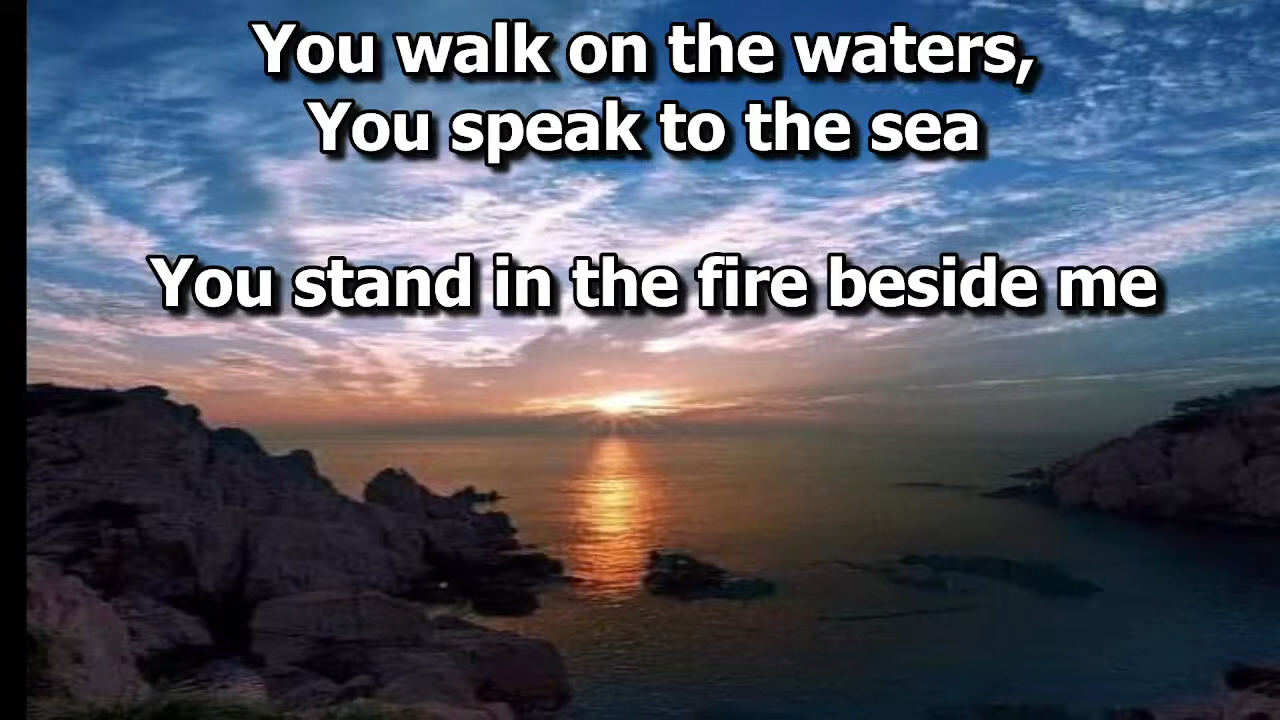 You walk on the waters,
You speak to the sea
You stand in the fire beside me